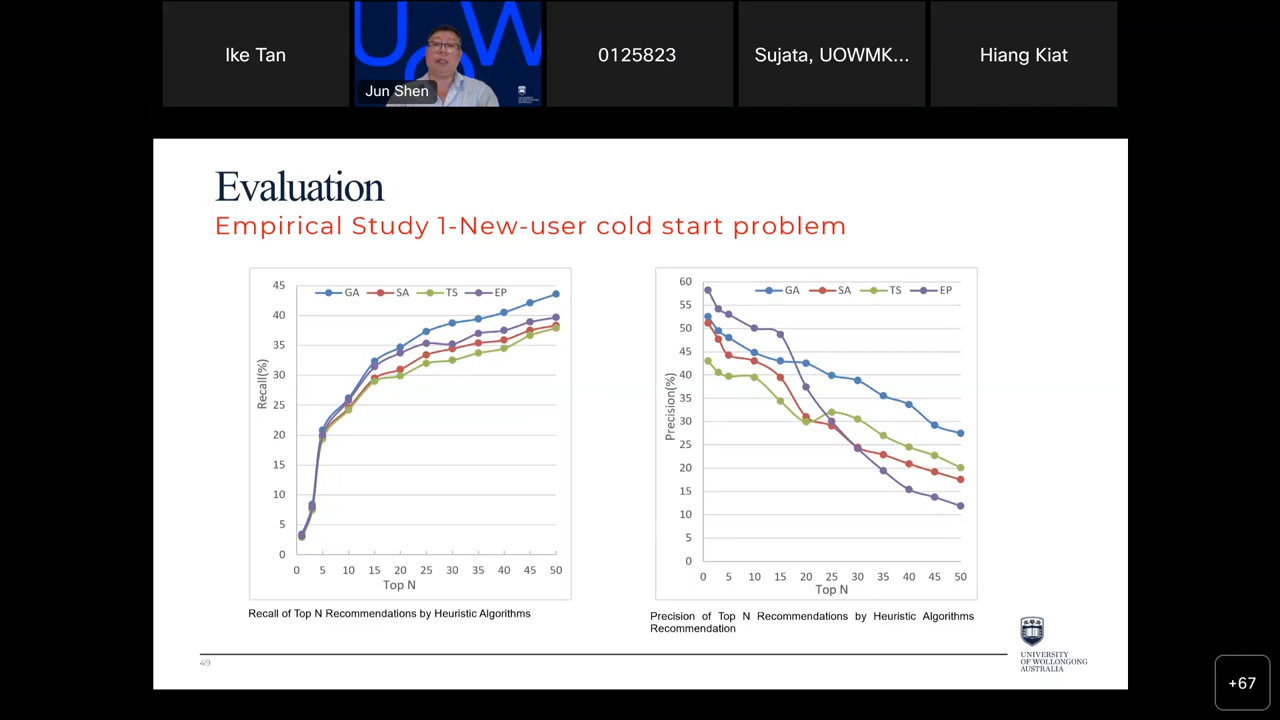 Ike Tan
UOW
Jun Shen
0125823
Sujata, UOWMK...
Hiang Kiat
Evaluation
Empirical Study 1-New-user cold start problem
GA SA TS EP
45
40
35
30
25
20
15
10
5
0
Recall(%)
0 5 10 15 20 25 30 35 40 45 50
Top N
Recall of Top N Recommendations by Heuristic Algorithms
GA SA TS EP
60
55
50
45
40
35
30
25
20
15
10
5
0
Precision(%)
0 5 10 15 20 25 30 35 40 45 50
Top N
Precision of Top N Recommendations by Heuristic Algorithms
Recommendation
49
UNIVERSITY
OF WOLLONGONG
AUSTRALIA
+67